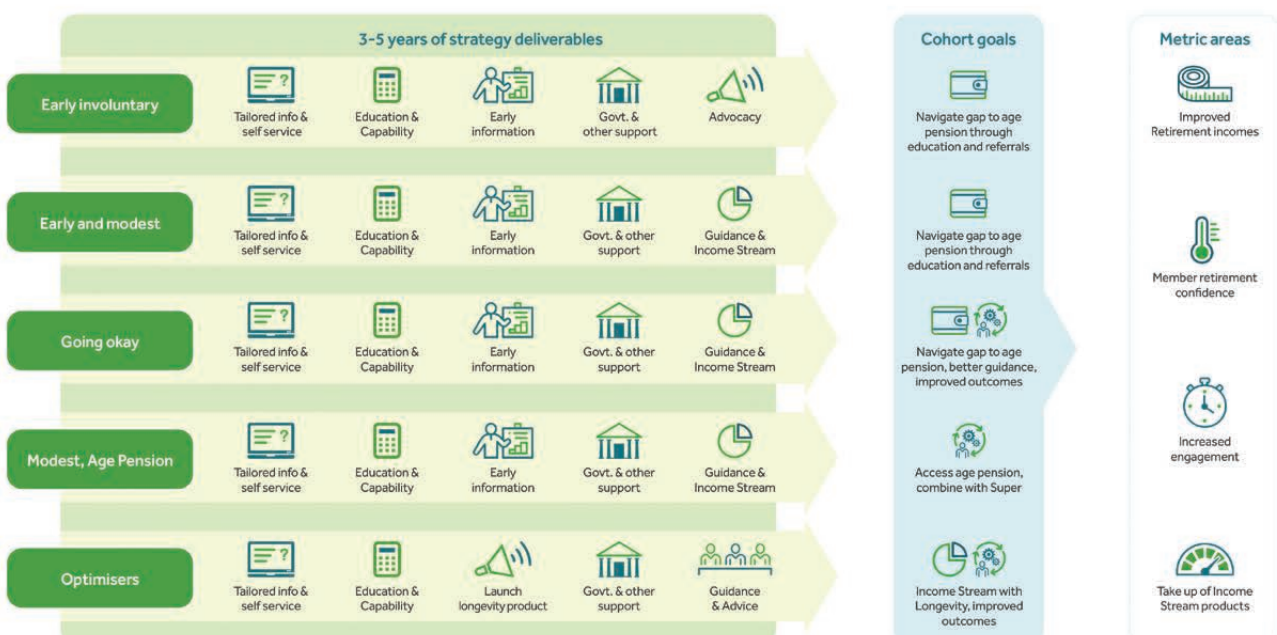 3-5 years of strategy deliverables
Cohort goals
Metric areas
Early involuntary
Tailored info &
self service
Education &
Capability
Early
information
Govt. &
other support
Advocacy
Navigate gap to age
pension through
education and referrals
Improved
Retirement incomes
Early and modest
Tailored info &
self service
Education &
Capability
Early
information
Govt. & other
support
Guidance &
Income Stream
Navigate gap to age
pension through
education and referrals
Member retirement
confidence
Going okay
Tailored info &
self service
Education &
Capability
Early
information
Govt. & other
support
Guidance &
Income Stream
Navigate gap to age
pension, better guidance,
improved outcomes
Modest, Age Pension
Tailored info &
self service
Education &
Capability
Early
information
Govt. & other
support
Guidance &
Income Stream
Access age pension,
combine with Super
Increased
engagement
Optimisers
Tailored info &
self service
Education &
Capability
Launch
longevity product
Govt. & other
support
Guidance
& Advice
Income Stream with
Longevity, improved
outcomes
Take up of Income
Stream products